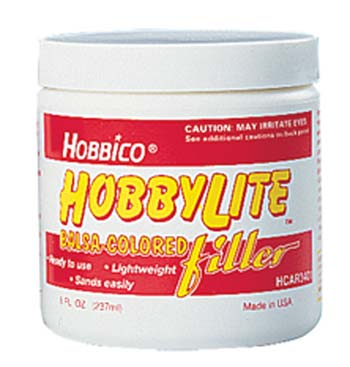 CAUTION: MAY IRRITATE EYES
See additional cautions on back panel
HOBBICO®
HOBBYLITE™
BALSA-COLORED
filler
• Ready to use • Lightweight
• Sands easily
HCAR3401
8 FL. OZ. (237ml)
Made in USA